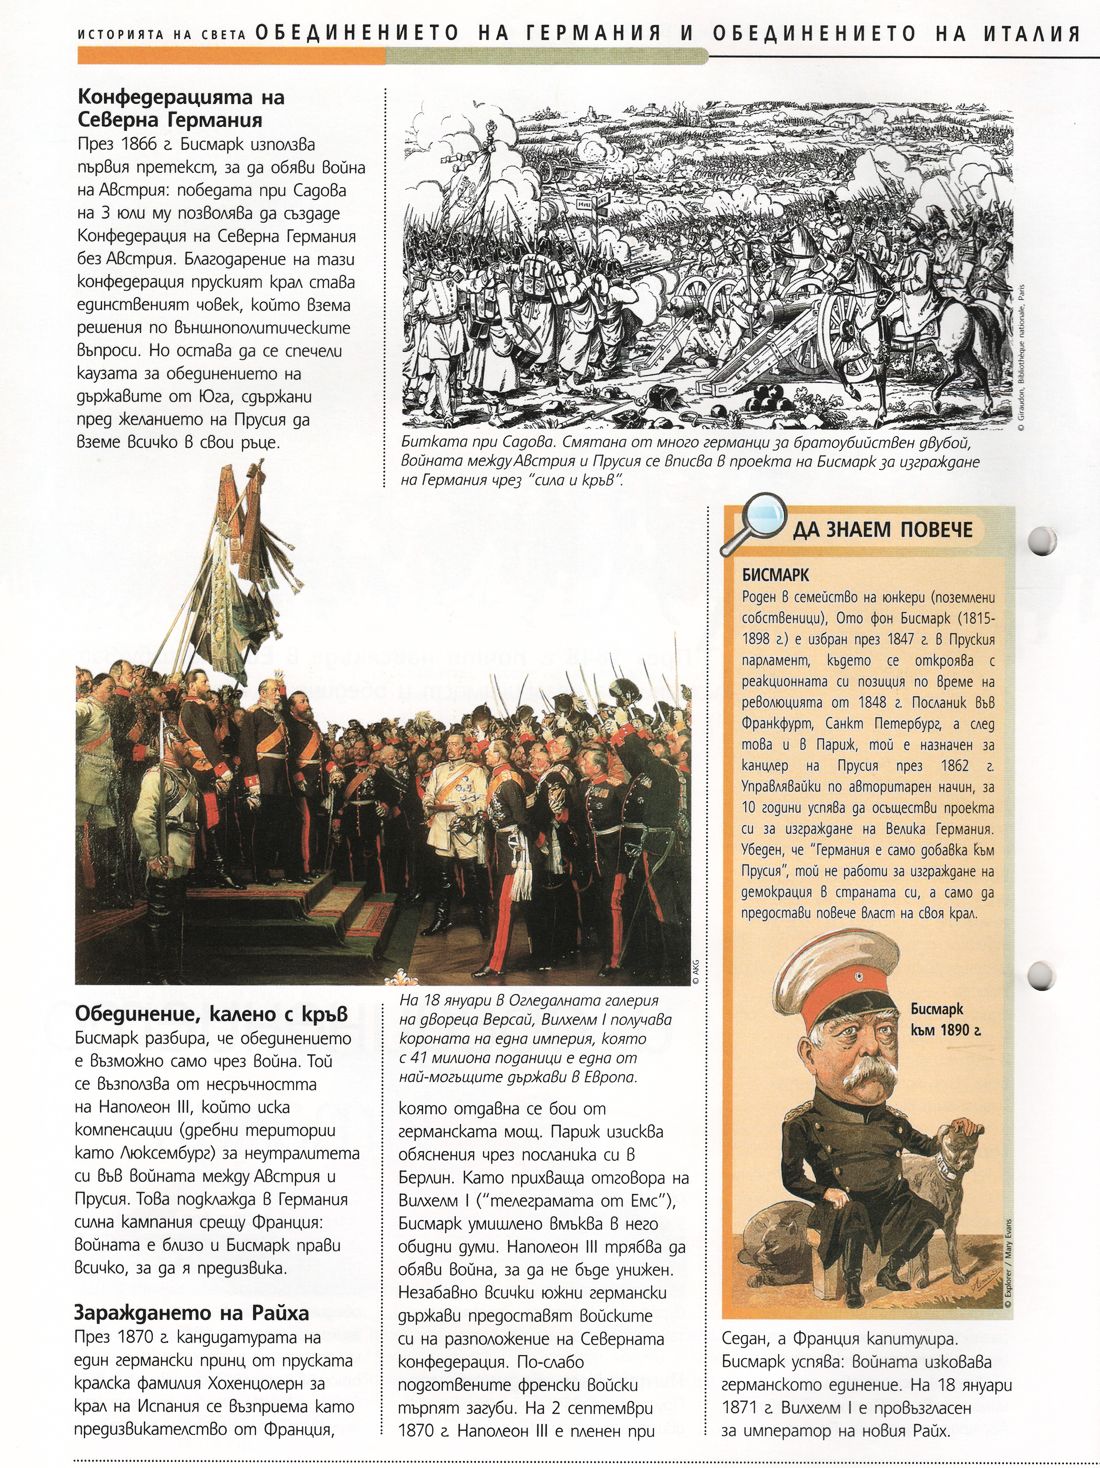 ИСТОРИЯТА НА СВЕТА ОБЕДИНЕНИЕТО НА ГЕРМАНИЯ И ОБЕДИНЕНИЕТО НА ИТАЛИЯ
Конфедерацията на
Северна Германия
През 1866 г. Бисмарк използва
първия претекст, за да обяви война
на Австрия: победата при Садова
на 3 юли му позволява да създаде
Конфедерация на Северна Германия
без Австрия. Благодарение на тази
конфедерация пруският крал става
единственият човек, който взема
решения по външнополитическите
въпроси. Но остава да се спечели
каузата за обединението на
държавите от Юга, сдържани
пред желанието на Прусия да
вземе всичко в свои ръце.
© Giraudon, Bibliothèque nationale, Paris
Битката при Садова. Смятана от много германци за братоубийствен двубой,
войната между Австрия и Прусия се вписва в проекта на Бисмарк за изграждане
на Германия чрез "сила и кръв".
© AKG
На 18 януари в Огледалната галерия
на двореца Версай, Вилхелм I получава
короната на една империя, която
с 41 милиона поданици е една от
най-могъщите държави в Европа.
Обединение, калено с кръв
Бисмарк разбира, че обединението
е възможно само чрез война. Той
се възползва от несръчността
на Наполеон III, който иска
компенсации (дребни територии
като Люксембург) за неутралитета
си във войната между Австрия и
Прусия. Това подклажда в Германия
силна кампания срещу Франция:
войната е близо и Бисмарк прави
всичко, за да я предизвика.
Зараждането на Райха
През 1870 г. кандидатурата на
един германски принц от пруската
кралска фамилия Хохенцолерн за
крал на Испания се възприема като
предизвикателство от Франция,
която отдавна се бои от
германската мощ. Париж изисква
обяснения чрез посланика си в
Берлин. Като прихваща отговора на
Вилхелм I ("телеграмата от Емс"),
Бисмарк умишлено вмъква в него
обидни думи. Наполеон III трябва да
обяви война, за да не бъде унижен.
Незабавно всички южни германски
държави предоставят войските
си на разположение на Северната
конфедерация. По-слабо
подготвените френски войски
търпят загуби. На 2 септември
1870 г. Наполеон III е пленен при
Седан, а Франция капитулира.
Бисмарк успява: войната изковава
германското единение. На 18 януари
1871 г. Вилхелм I е провъзгласен
за император на новия Райх.
ДА ЗНАЕМ ПОВЕЧЕ
БИСМАРК
Роден в семейство на юнкери (поземлени
собственици), Ото фон Бисмарк (1815-
1898 г.) е избран през 1847 г. в Пруския
парламент, където се откроява с
реакционната си позиция по време на
революцията от 1848 г. Посланик във
Франкфурт, Санкт Петербург, а след
това и в Париж, той е назначен за
канцлер на Прусия през 1862 г.
Управлявайки по авторитарен начин, за
10 години успява да осъществи проекта
си за изграждане на Велика Германия.
Убеден, че "Германия е само добавка към
Прусия", той не работи за изграждане на
демокрация в страната си, а само да
предостави повече власт на своя крал.
Бисмарк
към 1890 г.
© Explorer / Mary Evans